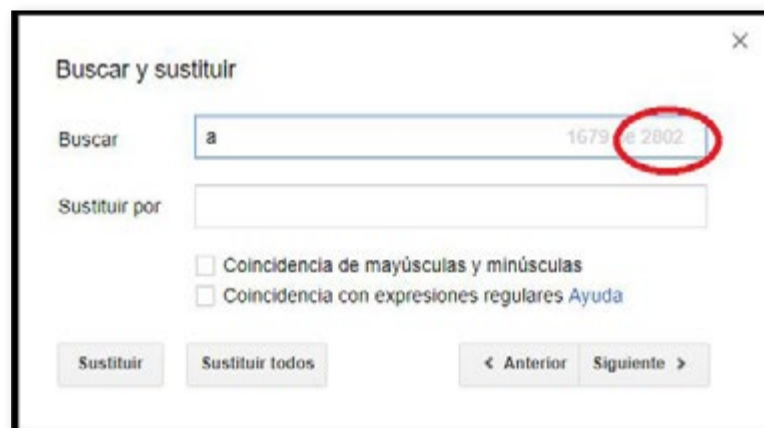 Buscar y sustituir
Buscar a 1679 de 2802
Sustituir por
Coincidencia de mayúsculas y minúsculas
Coincidencia con expresiones regulares Ayuda
Sustituir Sustituir todos < Anterior Siguiente >